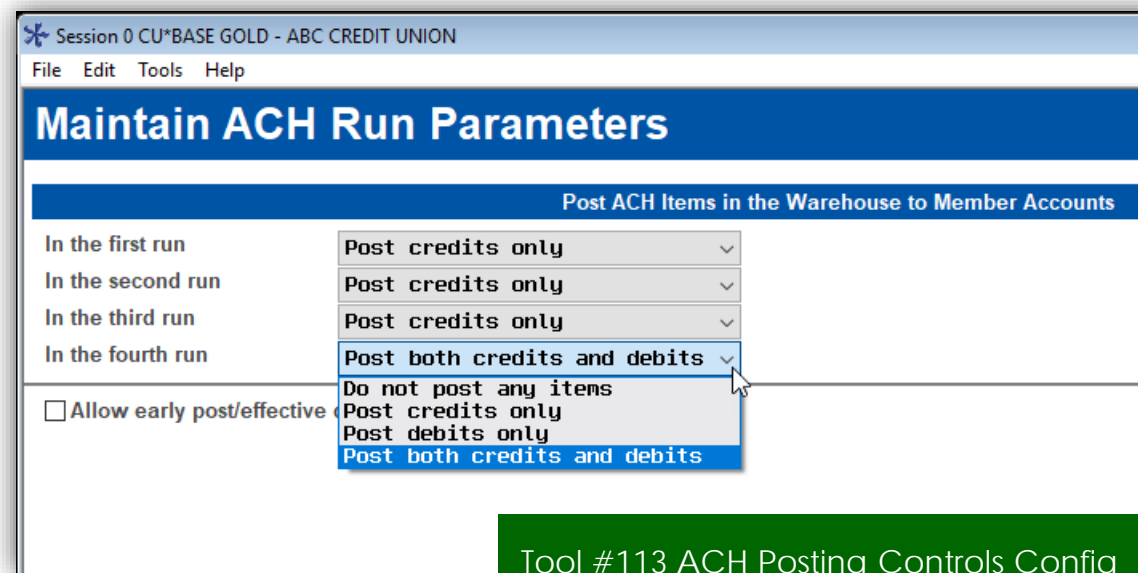 Session 0 CU*BASE GOLD - ABC CREDIT UNION
File Edit Tools Help
Maintain ACH Run Parameters
Post ACH Items in the Warehouse to Member Accounts
In the first run Post credits only
In the second run Post credits only
In the third run Post credits only
In the fourth run Post both credits and debits
Do not post any items
Allow early post/effective Post credits only
Post debits only
Post both credits and debits
Tool #113 ACH Posting Controls Config